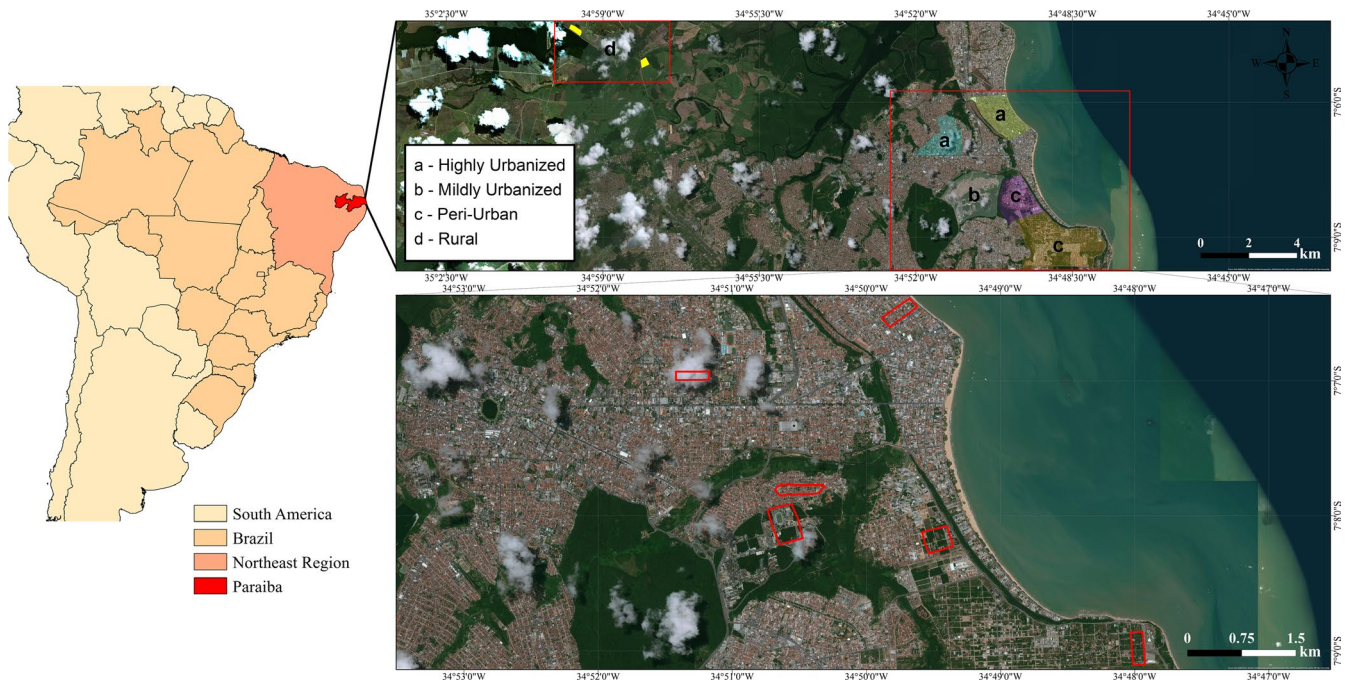 35°2'30"W 34°59'0"W 34°55'30"W 34°52'0"W 34°48'30"W 34°45'0"W
d
N
W E
S
7°6'0"S
a
a
a - Highly Urbanized
b - Mildly Urbanized
c - Peri-Urban
d - Rural
b
c
c
0 2 4
km
7°9'0"S
35°2'30"W 34°59'0"W 34°55'30"W 34°52'0"W 34°48'30"W 34°45'0"W
34°53'0"W 34°52'0"W 34°51'0"W 34°50'0"W 34°49'0"W 34°48'0"W 34°47'0"W
7°7'0"S
7°8'0"S
South America
Brazil
Northeast Region
Paraiba
0 0.75 1.5
km
7°9'0"S
34°53'0"W 34°52'0"W 34°51'0"W 34°50'0"W 34°49'0"W 34°48'0"W 34°47'0"W